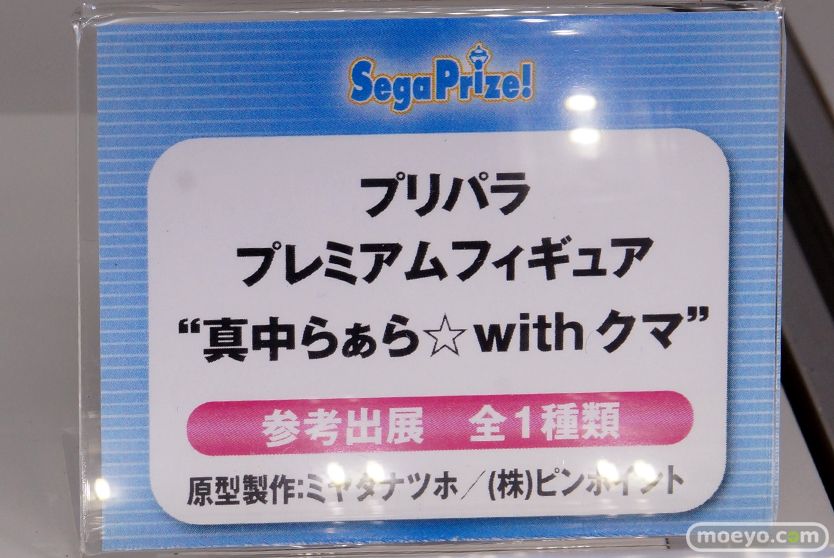 SegaPrize!
プリパラ
プレミアムフィギュア
“真中らぁら☆with クマ”
参考出展 全1種類
原型製作:ミヤタナツホ／(株)ピンポイント
moeyo.com